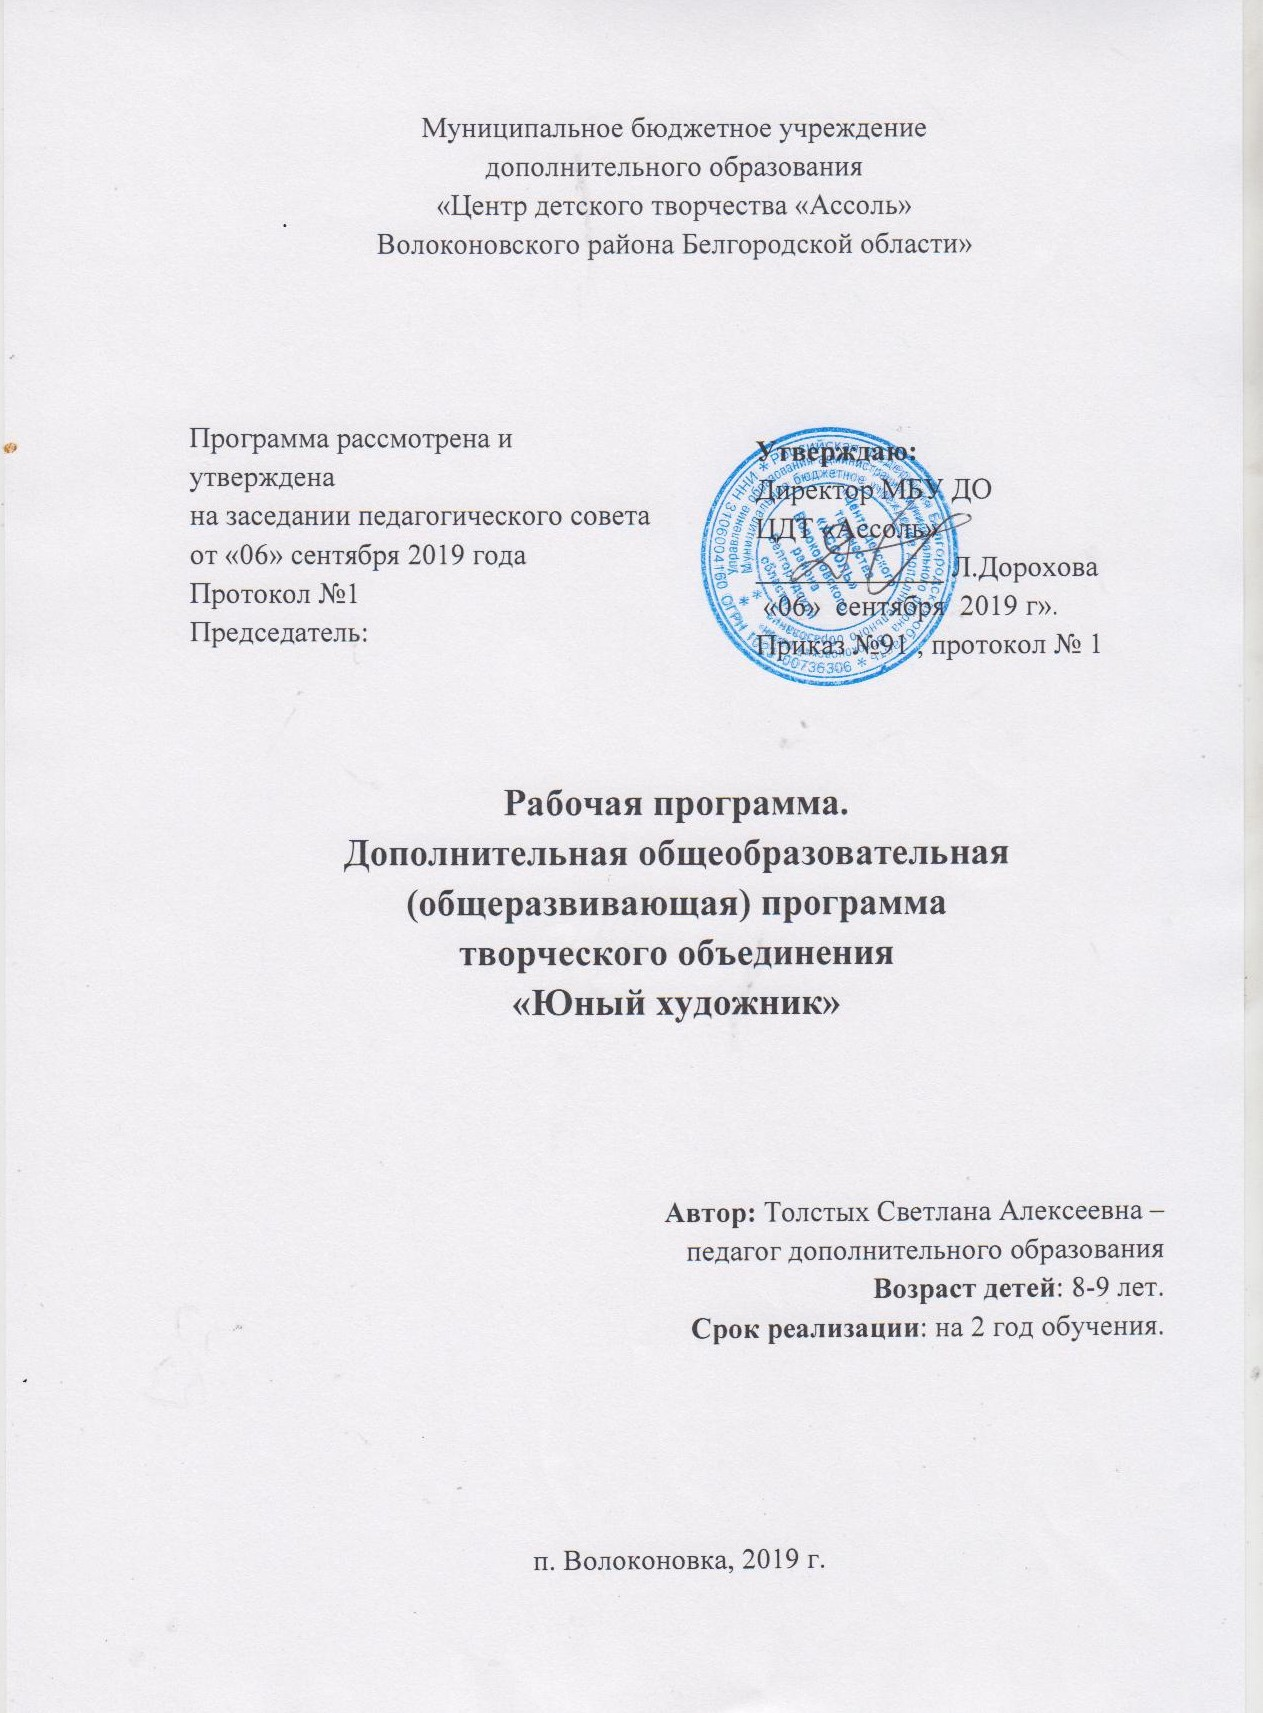 Муниципальное бюджетное учреждение
дополнительного образования
«Центр детского творчества «Ассоль»
Волоконовского района Белгородской области»
Программа рассмотрена и
утверждена
на заседании педагогического совета
от «06» сентября 2019 года
Протокол №1
Председатель:
Утверждаю:
Директор МБУ ДО
ЦДТ «Ассоль»
Л.Дорохова
«06» сентября 2019 г».
Приказ №91 , протокол № 1
Рабочая программа.
Дополнительная общеобразовательная
(общеразвивающая) программа
творческого объединения
«Юный художник»
Автор: Толстых Светлана Алексеевна –
педагог дополнительного образования
Возраст детей: 8-9 лет.
Срок реализации: на 2 год обучения.
п. Волоконовка, 2019 г.